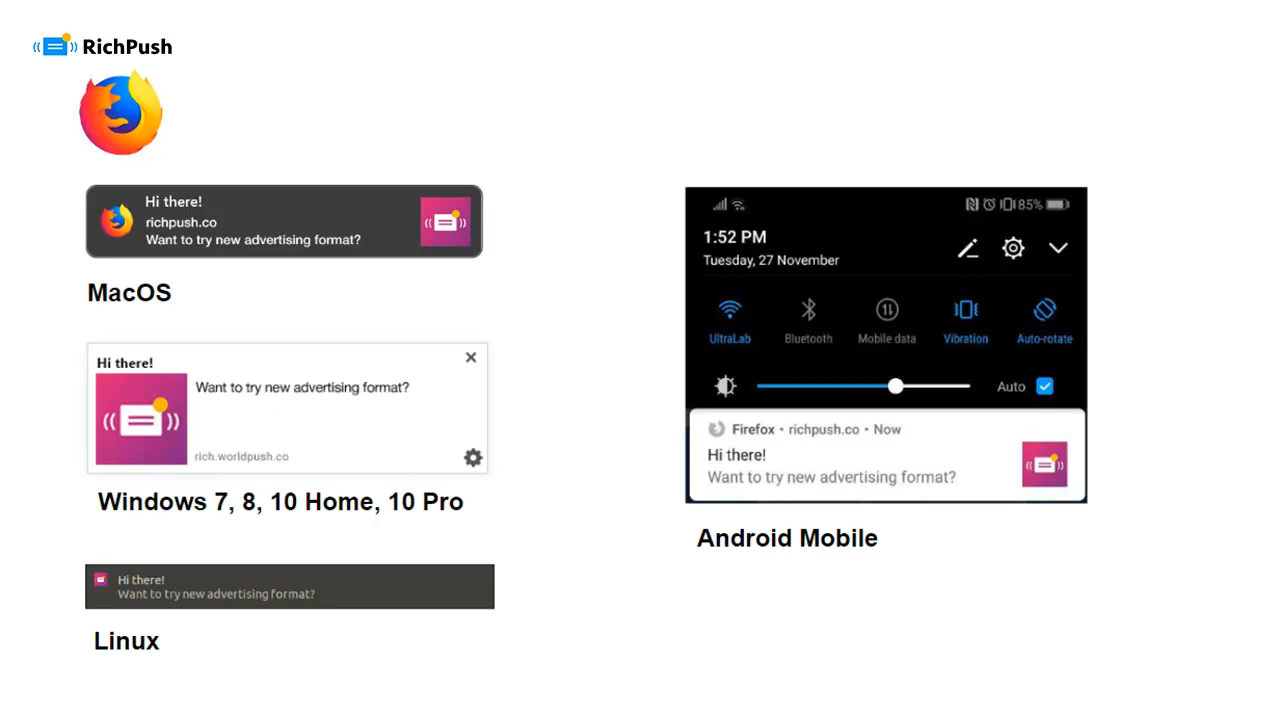 RichPush
Hi there!
richpush.co
Want to try new advertising format?
MacOS
Hi there!
Want to try new advertising format?
rich.worldpush.co
Windows 7, 8, 10 Home, 10 Pro
Hi there!
Want to try new advertising format?
Linux
85%
1:52 PM
Tuesday, 27 November
UltraLab Bluetooth Mobile data Vibration Auto-rotate
Auto
Firefox • richpush.co • Now
Hi there!
Want to try new advertising format?
Android Mobile